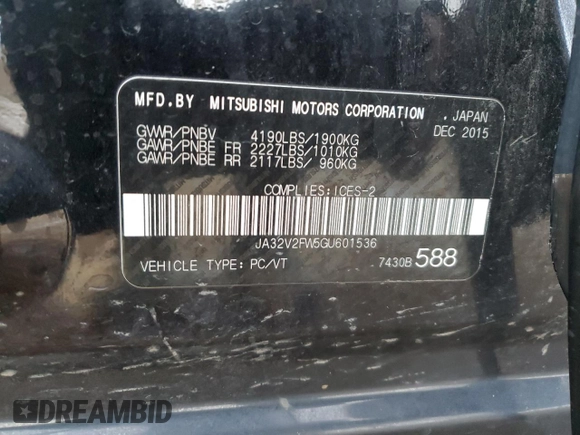 MFD.BY MITSUBISHI MOTORS CORPORATION , JAPAN
DEC 2015
GVWR/PNBV 4190LBS/1900KG
GAWR/PNBE FR 2227LBS/1010KG
GAWR/PNBE RR 2117LBS/ 960KG
COMPLIES:ICES-2
JA32V2FW5GU601536
VEHICLE TYPE: PC/VT 7430B 588
DREAMBID